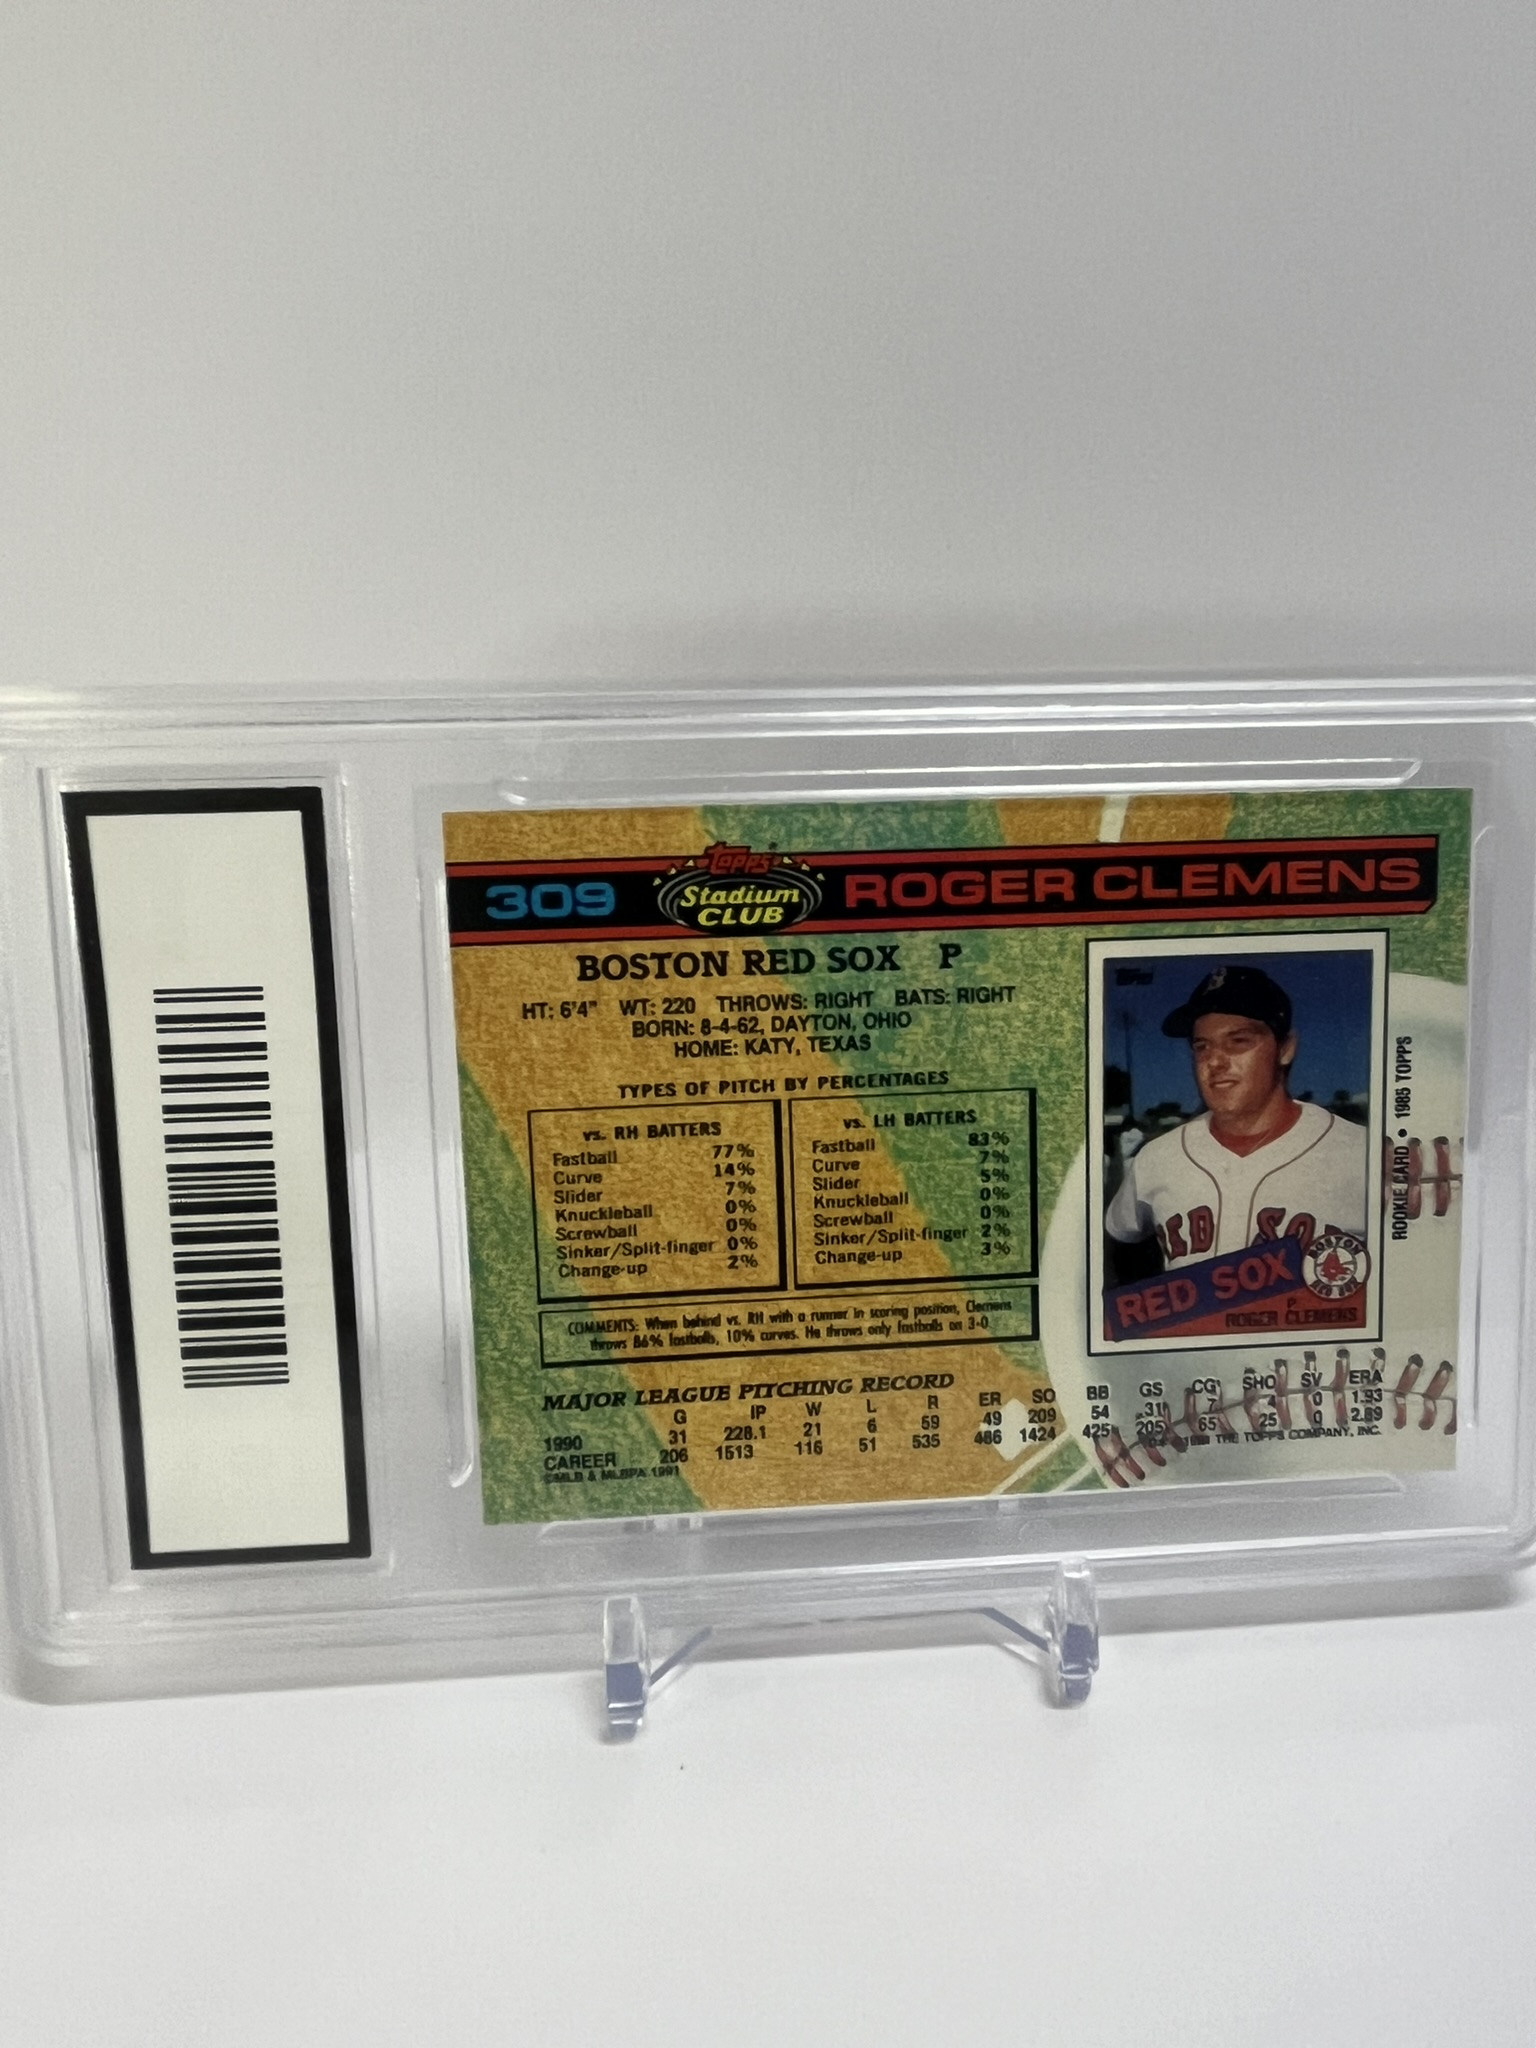 309 Topps Stadium CLUB ROGER CLEMENS
BOSTON RED SOX P
HT: 6'4" WT: 220 THROWS: RIGHT BATS: RIGHT
BORN: 8-4-62, DAYTON, OHIO
HOME: KATY, TEXAS
TYPES OF PITCH BY PERCENTAGES
vs. RH BATTERS
Fastball 77%
Curve 14%
Slider 7%
Knuckleball 0%
Screwball 0%
Sinker/Split-finger 0%
Change-up 2%
vs. LH BATTERS
Fastball 83%
Curve 7%
Slider 5%
Knuckleball 0%
Screwball 0%
Sinker/Split-finger 2%
Change-up 3%
COMMENTS: When behind vs. RH with a runner in scoring position, Clemens
throws 86% fastballs, 10% curves. He throws only fastballs on 3-0.
Topps
B
RED SO
RED SOX
BOSTON RED SOX
P
ROGER CLEMENS
ROOKIE CARD • 1985 TOPPS
MAJOR LEAGUE PITCHING RECORD
G IP W L R ER SO BB GS CG SHO SV ERA
1990 31 228.1 21 6 59 49 209 54 31 7 4 0 1.93
CAREER 206 1513 116 51 535 486 1424 425 205 65 25 0 2.89
©MLB & MLBPA 1991
THE TOPPS COMPANY, INC.